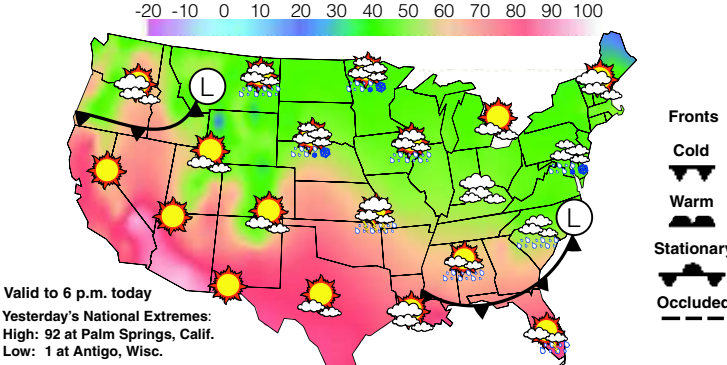 -20 -10 0 10 20 30 40 50 60 70 80 90 100
L
L
Fronts
Cold
Warm
Stationary
Occluded
Valid to 6 p.m. today
Yesterday's National Extremes:
High: 92 at Palm Springs, Calif.
Low: 1 at Antigo, Wisc.